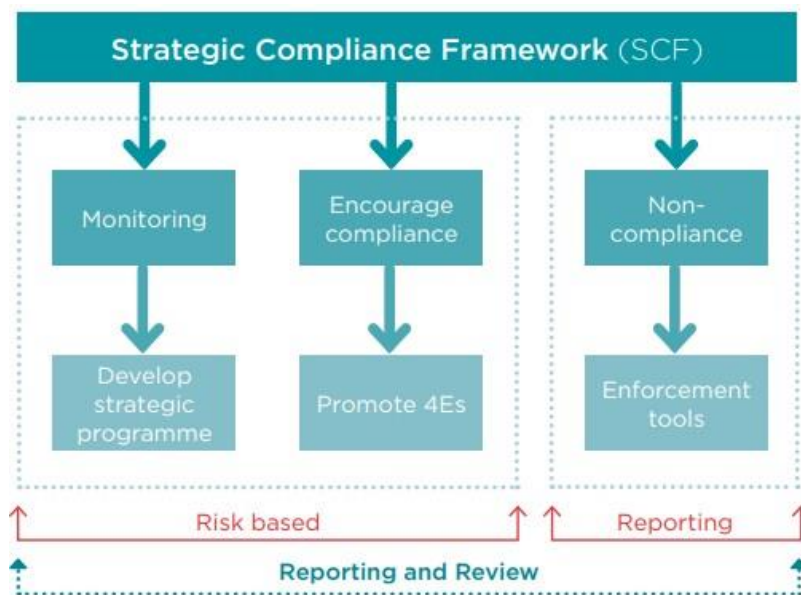 Strategic Compliance Framework (SCF)
Monitoring
Encourage
compliance
Non-
compliance
Develop
strategic
programme
Promote 4Es
Enforcement
tools
Risk based
Reporting
Reporting and Review